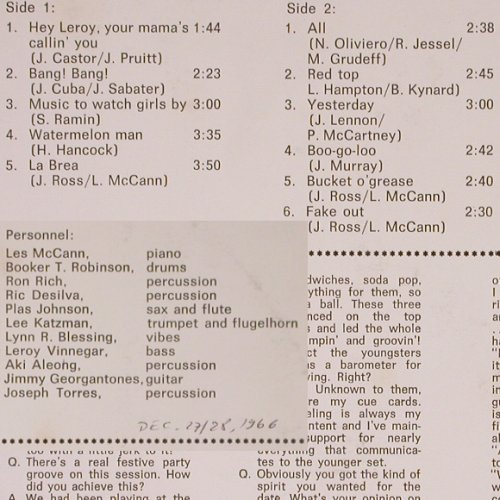 Side 1:
1. Hey Leroy, your mama's 1:44
callin' you
(J. Castor/J. Pruitt)
2. Bang! Bang! 2:23
(J. Cuba/J. Sabater)
3. Music to watch girls by 3:00
(S. Ramin)
4. Watermelon man 3:35
(H. Hancock)
5. La Brea 3:50
(J. Ross/L. McCann)
Side 2:
1. All 2:38
(N. Oliviero/R. Jessel/
M. Grudeff)
2. Red top 2:45
L. Hampton/B. Kynard)
3. Yesterday 3:00
(J. Lennon/
P. McCartney)
4. Boo-ga-loo 2:42
(J. Murray)
5. Bucket o'grease 2:40
(J. Ross/L. McCann)
6. Fake out 2:30
(J. Ross/L. McCann)
Personnel:
Les McCann, piano
Booker T. Robinson, drums
Ron Rich, percussion
Ric Desilva, percussion
Plas Johnson, sax and flute
Lee Katzman, trumpet and flugelhorn
Lynn R. Blessing, vibes
Leroy Vinnegar, bass
Aki Aleong, percussion
Jimmy Georgantones, guitar
Joseph Torres, percussion
DEC. 27/28, 1966
too with a little jerk to it!
Q. There's a real festive party
groove on this session. How
did you achieve this?
A. We had been playing at the
dwiches, soda pop,
ything for them, so
a ball. These three
nced on the top
s and led the whole
mpin' and groovin'!
ct the youngsters
s a barometer for
ving. Right?
Unknown to them,
re my cue cards.
eling is always my
ntent and I've main-
support for nearly
everything that communica-
tes to the younger set.
Q. Obviously you got the kind of
spirit you wanted for the
date. What's your opinion on